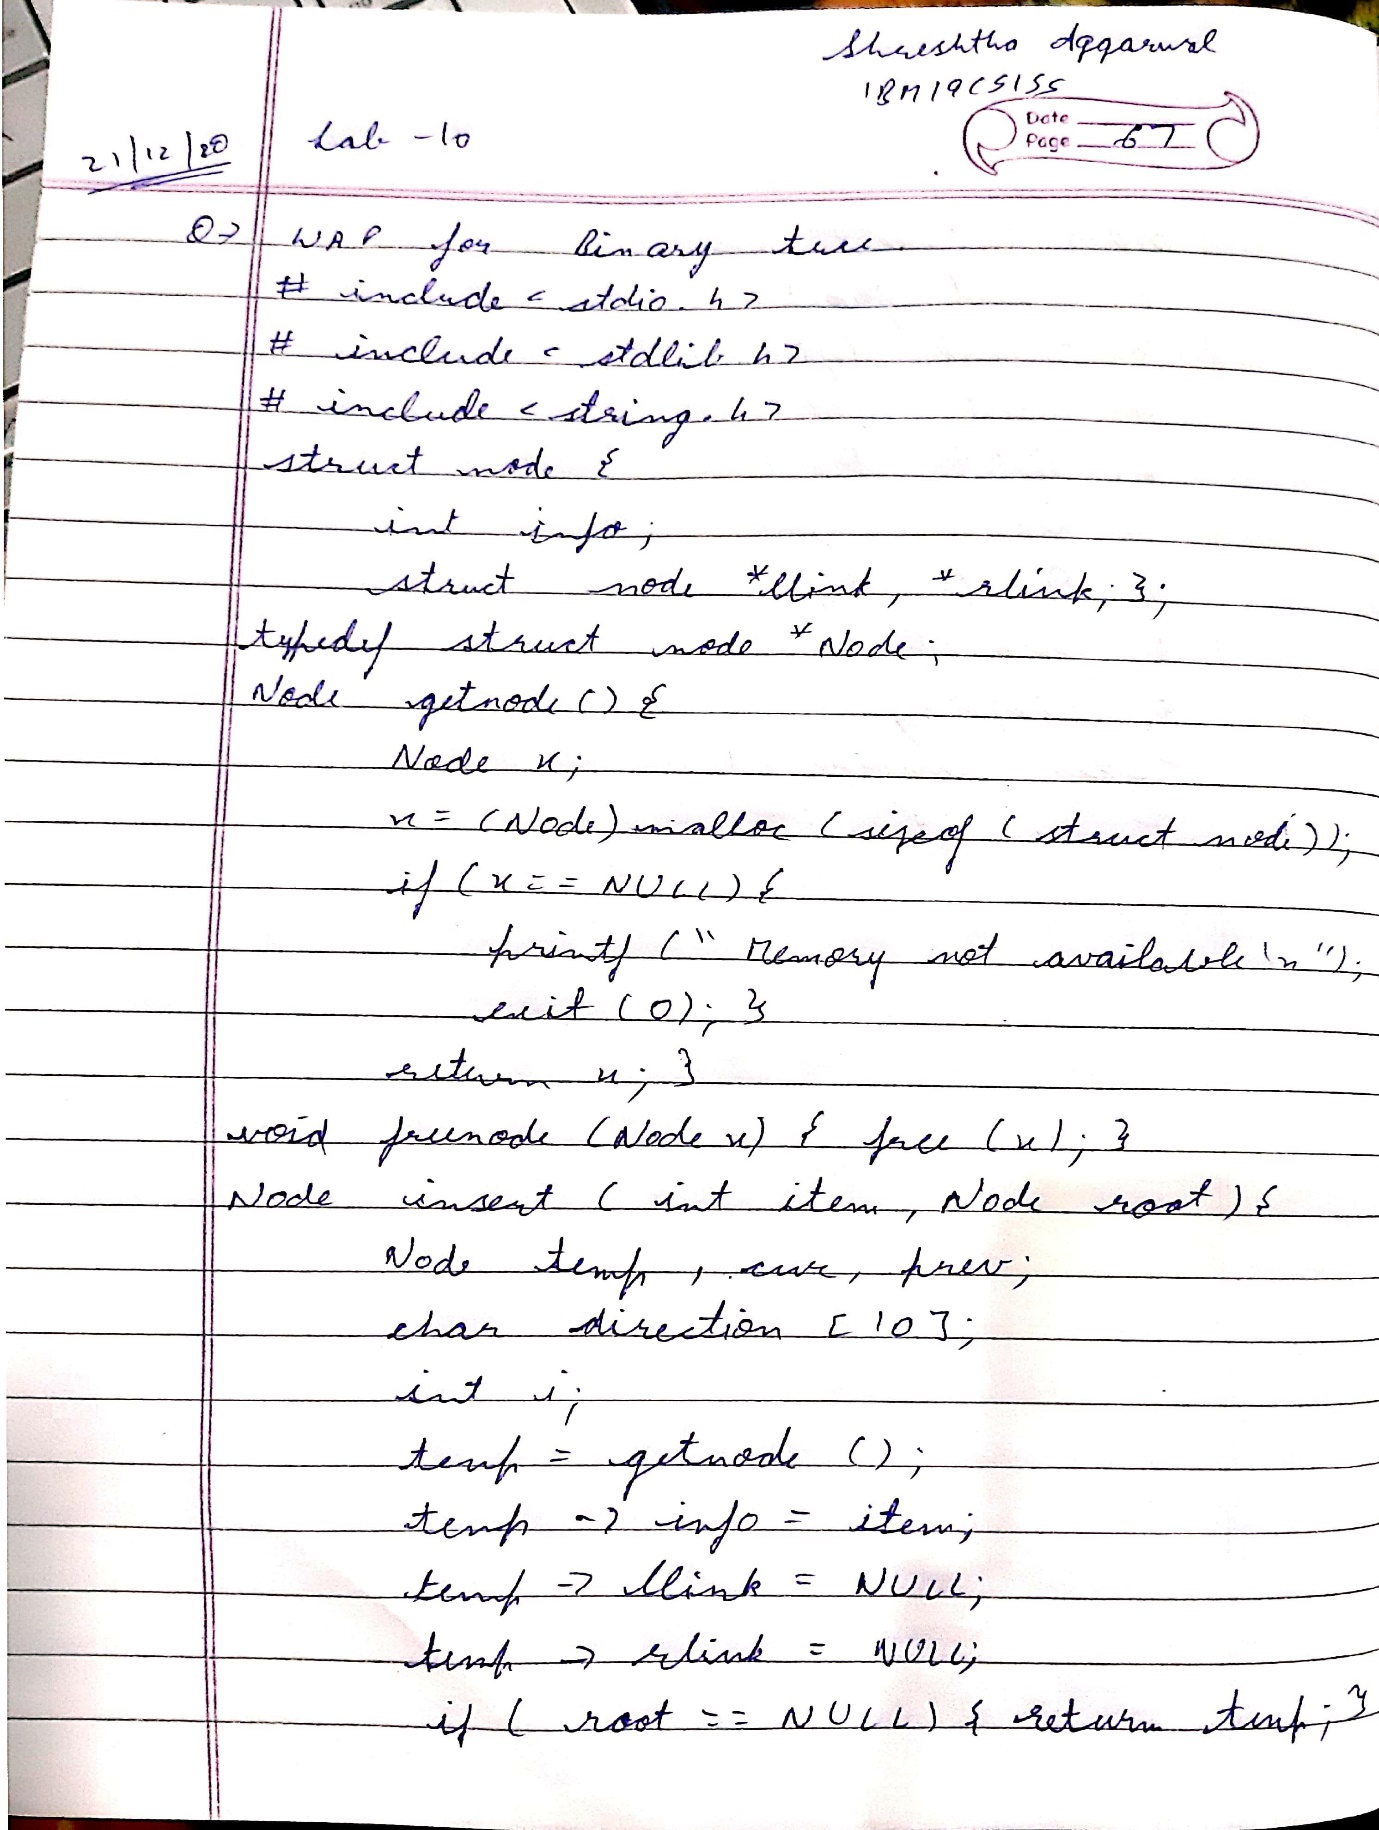 Shreshtha Aggarwal
1BM19CS155
Date
Page 67
21/12/20 Lab-10
Q→ WAP for Binary tree.
# include <stdio.h>
# include <stdlib.h>
# include <string.h>
struct node {
int info;
struct node *llink, *rlink; };
typedef struct node *Node;
Node getnode () {
Node x;
x = (Node) malloc (sizeof (struct node));
if (x == NULL) {
printf ("Memory not available \n");
exit (0); }
return x; }
void freenode (Node x) { free (x); }
Node insert (int item, Node root) {
Node temp, cur, prev;
char direction [10];
int i;
temp = getnode ();
temp -> info = item;
temp -> llink = NULL;
temp -> rlink = NULL;
if (root == NULL) { return temp; }